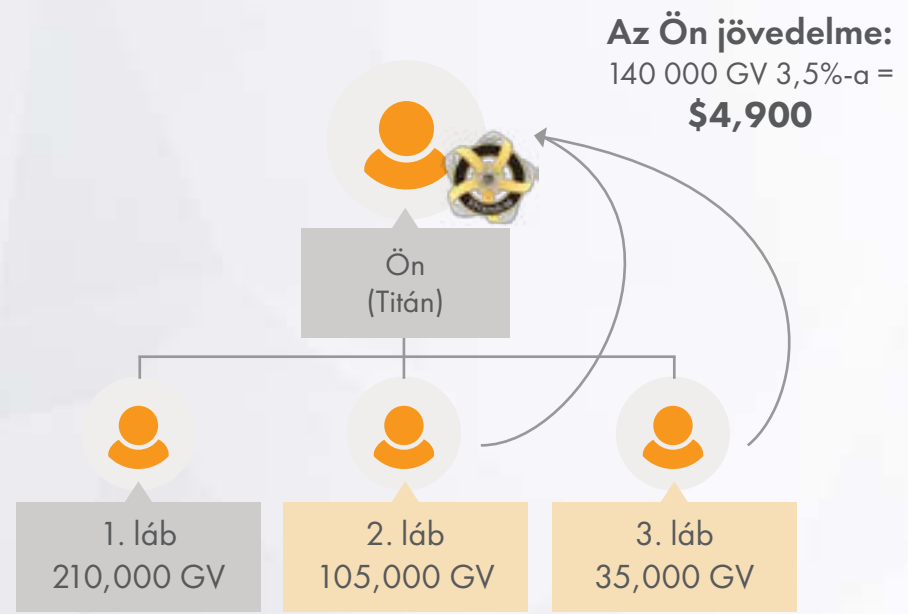 Az Ön jövedelme:
140 000 GV 3,5%-a =
$4,900
Ön
(Titán)
1. láb
210,000 GV
2. láb
105,000 GV
3. láb
35,000 GV